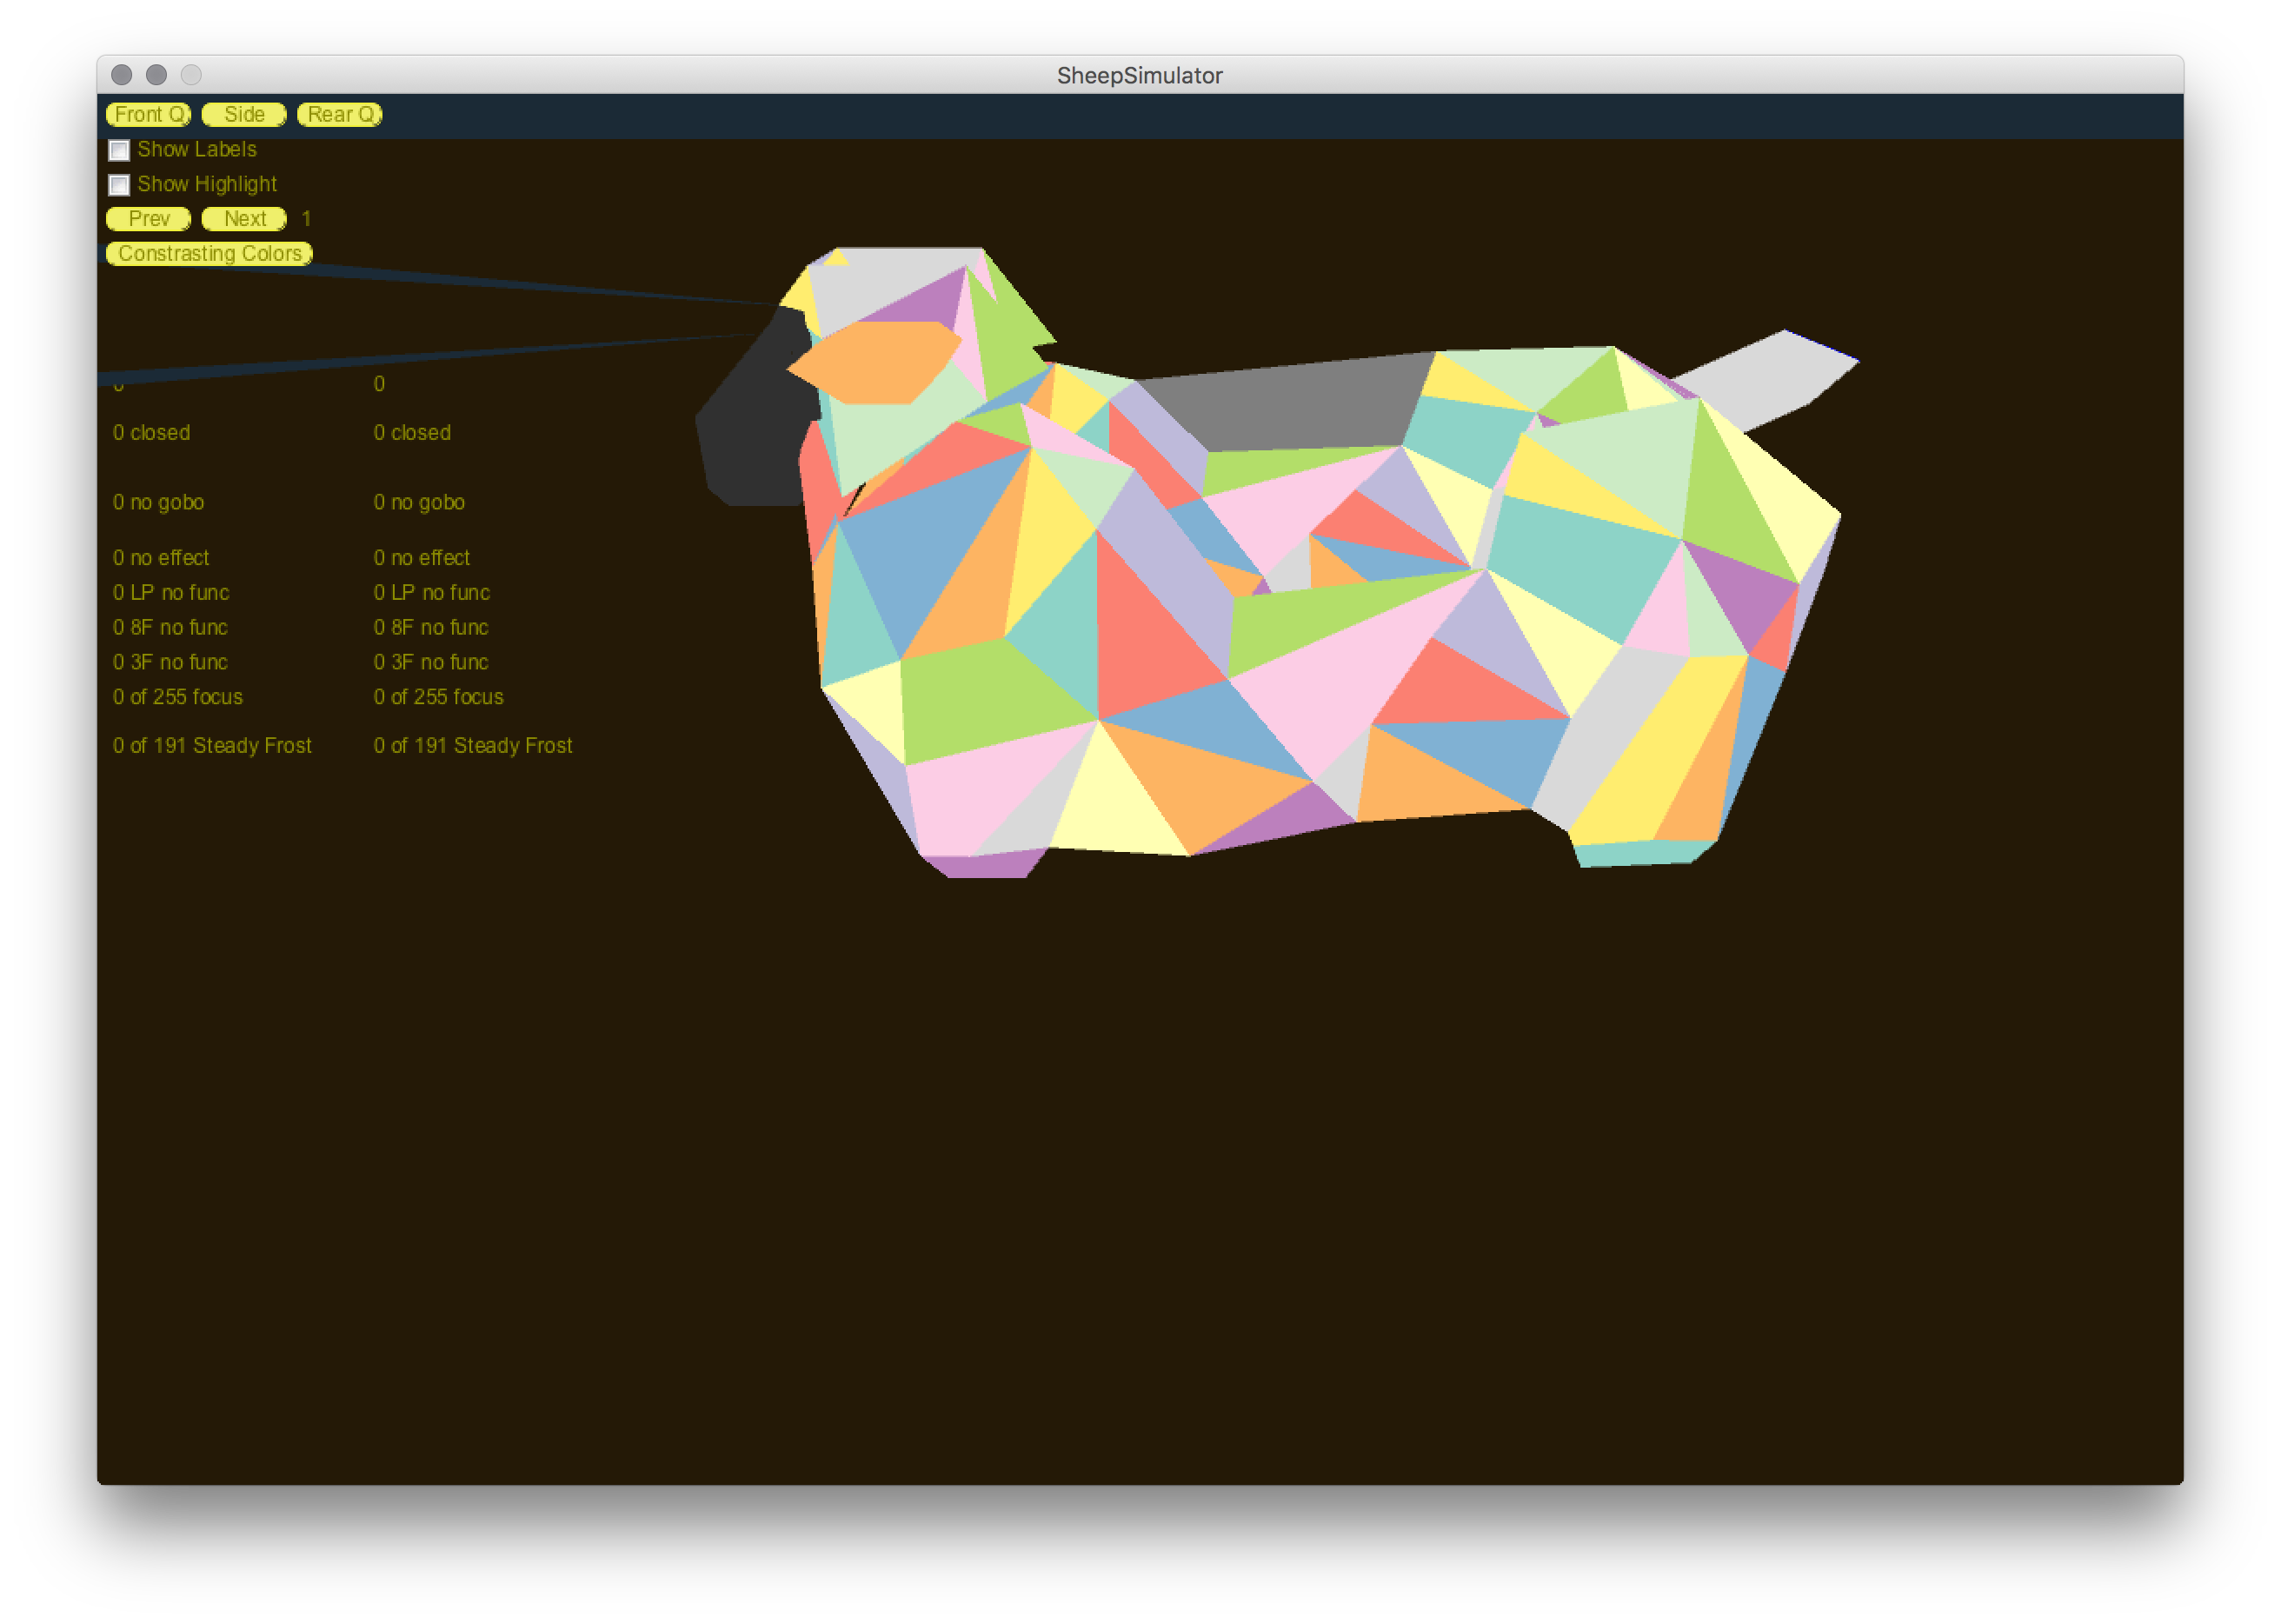 SheepSimulator
Front Q Side Rear Q
Show Labels
Show Highlight
Prev Next 1
Constrasting Colors
0 0
0 closed 0 closed
0 no gobo 0 no gobo
0 no effect 0 no effect
0 LP no func 0 LP no func
0 8F no func 0 8F no func
0 3F no func 0 3F no func
0 of 255 focus 0 of 255 focus
0 of 191 Steady Frost 0 of 191 Steady Frost